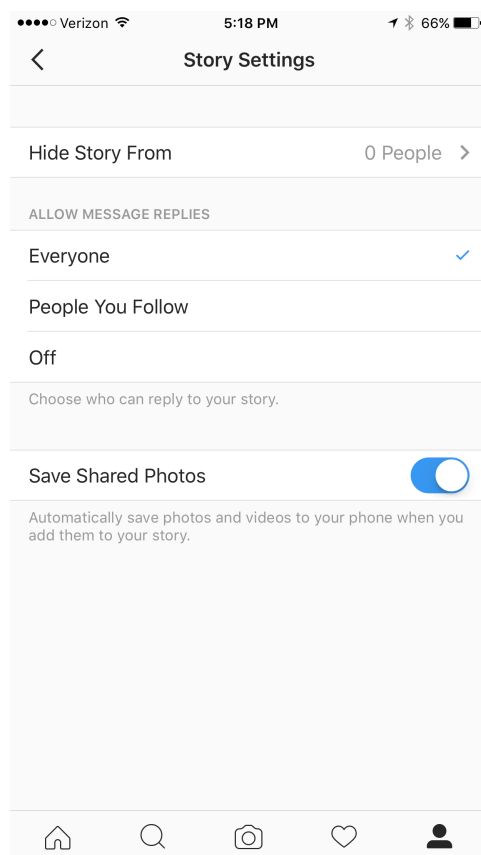 Verizon 5:18 PM 66%
Story Settings
Hide Story From 0 People
ALLOW MESSAGE REPLIES
Everyone
People You Follow
Off
Choose who can reply to your story.
Save Shared Photos
Automatically save photos and videos to your phone when you
add them to your story.